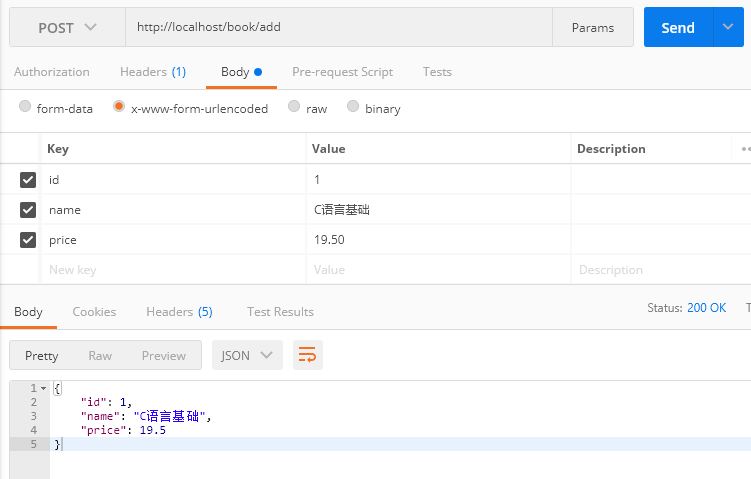 POST http://localhost/book/add Params Send
Authorization Headers (1) Body Pre-request Script Tests
form-data x-www-form-urlencoded raw binary
Key Value Description
id 1
name C语言基础
price 19.50
New key Value Description
Body Cookies Headers (5) Test Results Status: 200 OK T
Pretty Raw Preview JSON
1 {
2 "id": 1,
3 "name": "C语言基础",
4 "price": 19.5
5 }